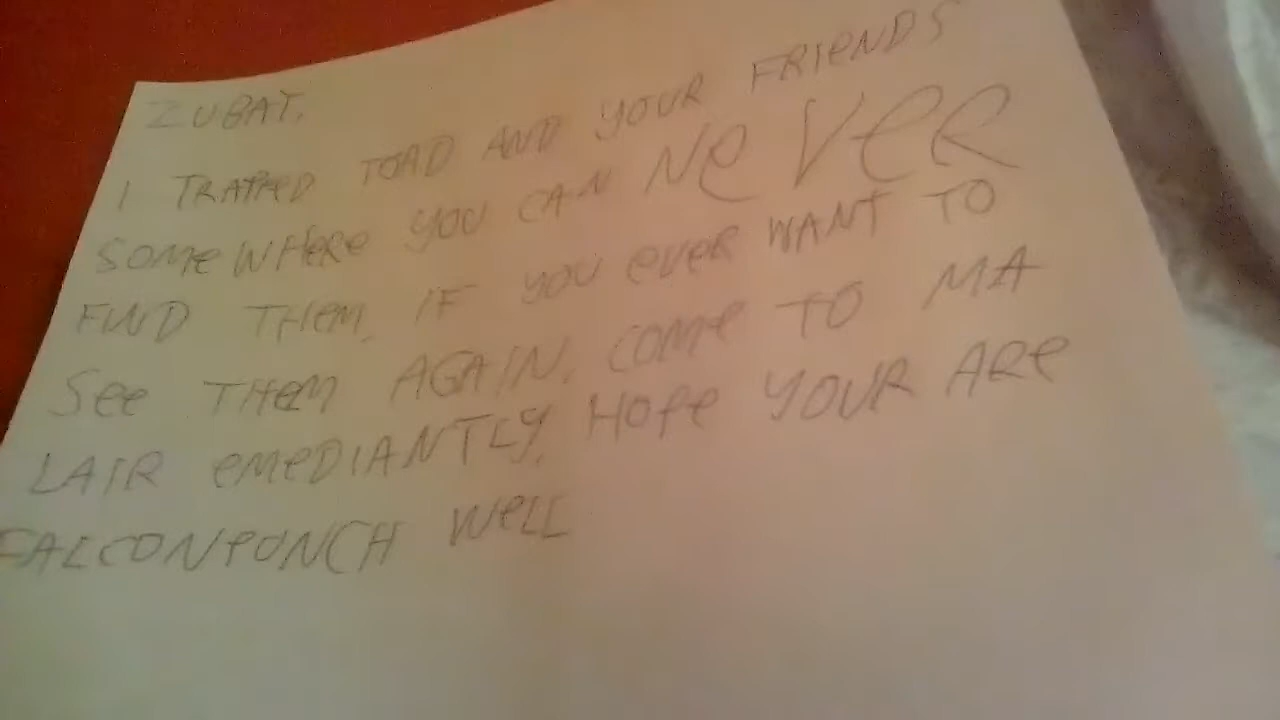 ZUBAT,
I TRAPPED TOAD AND YOUR FRIENDS
SOMEWHERE YOU CAN NEVER
FIND THEM. IF YOU EVER WANT TO
SEE THEM AGAIN, COME TO MA
LAIR EMEDIANTLY. HOPE YOUR ARE
FALCONPUNCH WELL